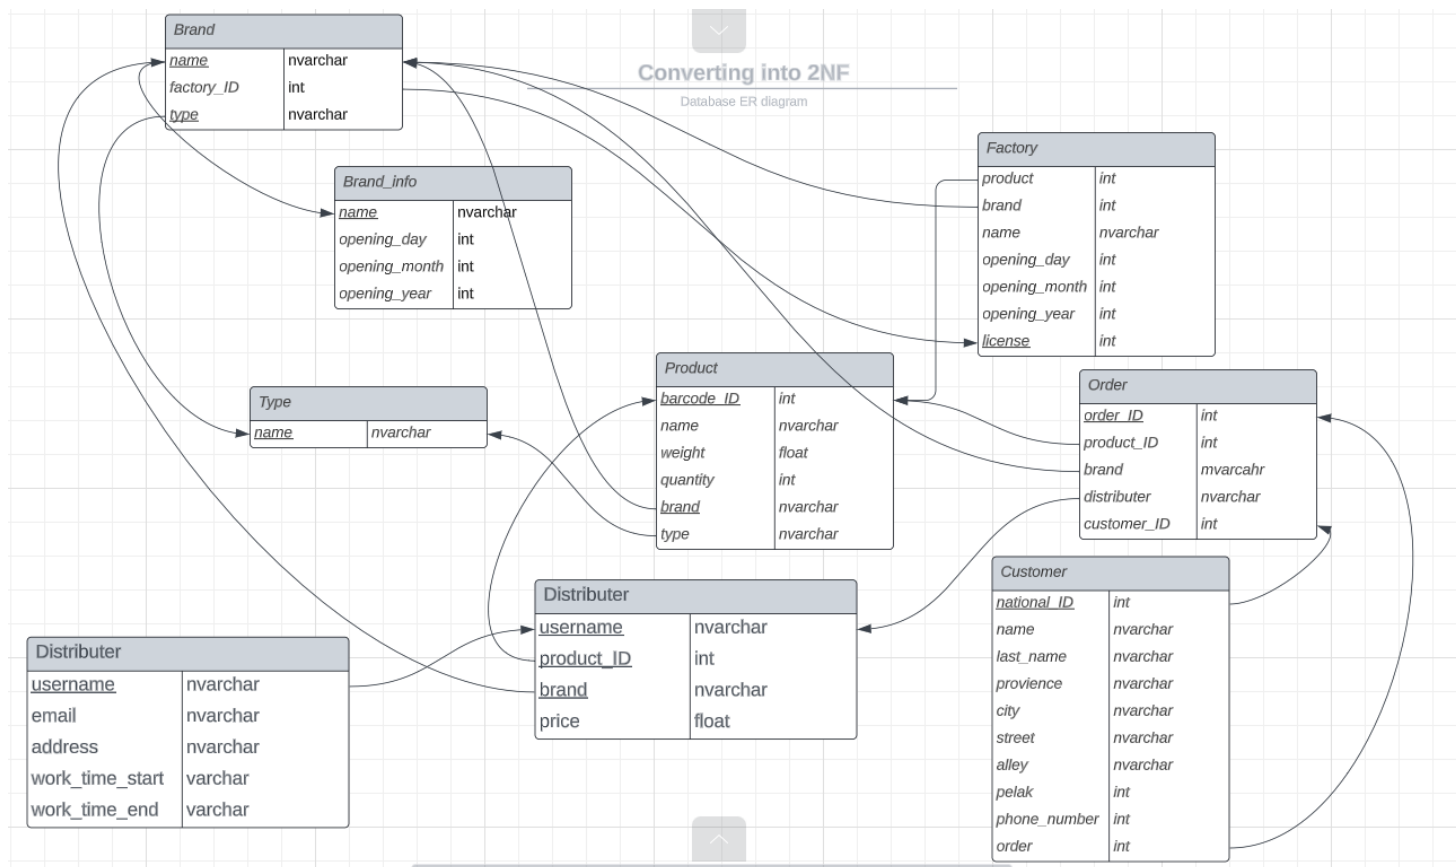 Converting into 2NF
Database ER diagram
Brand
name nvarchar
factory_ID int
type nvarchar
Brand_info
name nvarchar
opening_day int
opening_month int
opening_year int
Factory
product int
brand int
name nvarchar
opening_day int
opening_month int
opening_year int
license int
Type
name nvarchar
Product
barcode_ID int
name nvarchar
weight float
quantity int
brand nvarchar
type nvarchar
Order
order_ID int
product_ID int
brand mvarcahr
distributer nvarchar
customer_ID int
Distributer
username nvarchar
email nvarchar
address nvarchar
work_time_start varchar
work_time_end varchar
Distributer
username nvarchar
product_ID int
brand nvarchar
price float
Customer
national_ID int
name nvarchar
last_name nvarchar
provience nvarchar
city nvarchar
street nvarchar
alley nvarchar
pelak int
phone_number int
order int